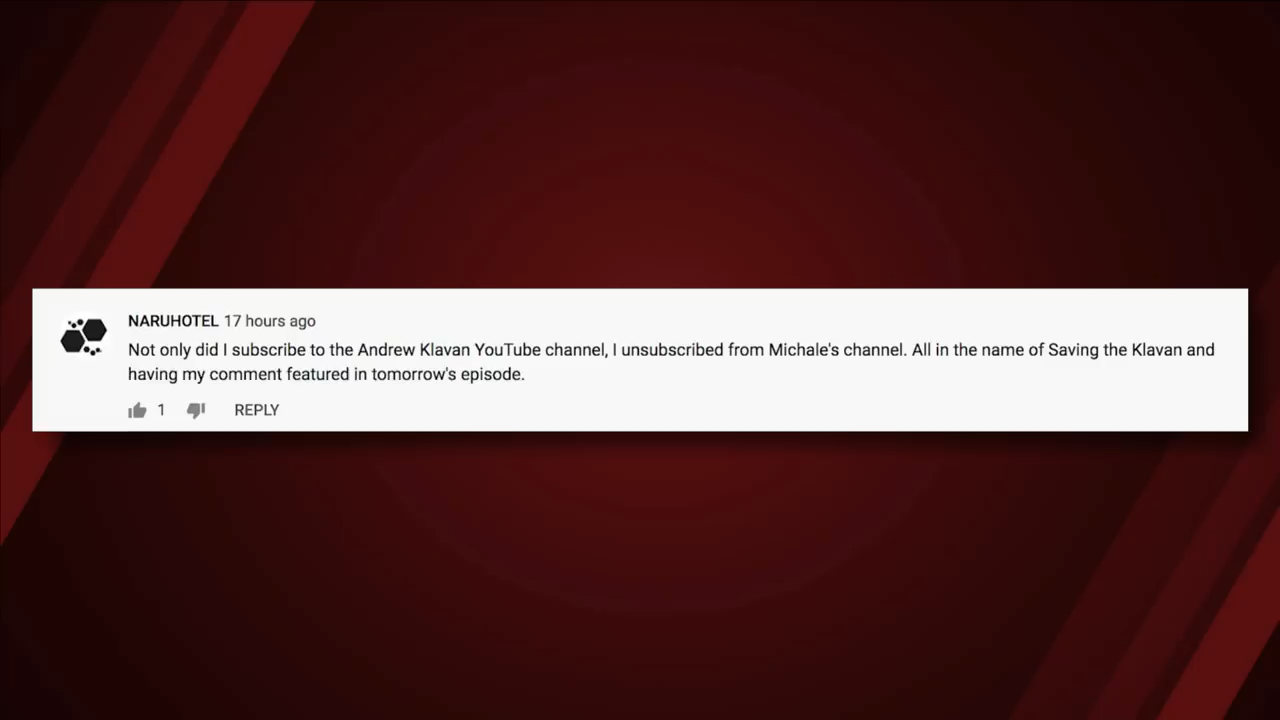 NARUHOTEL 17 hours ago
Not only did I subscribe to the Andrew Klavan YouTube channel, I unsubscribed from Michale's channel. All in the name of Saving the Klavan and
having my comment featured in tomorrow's episode.
1 REPLY